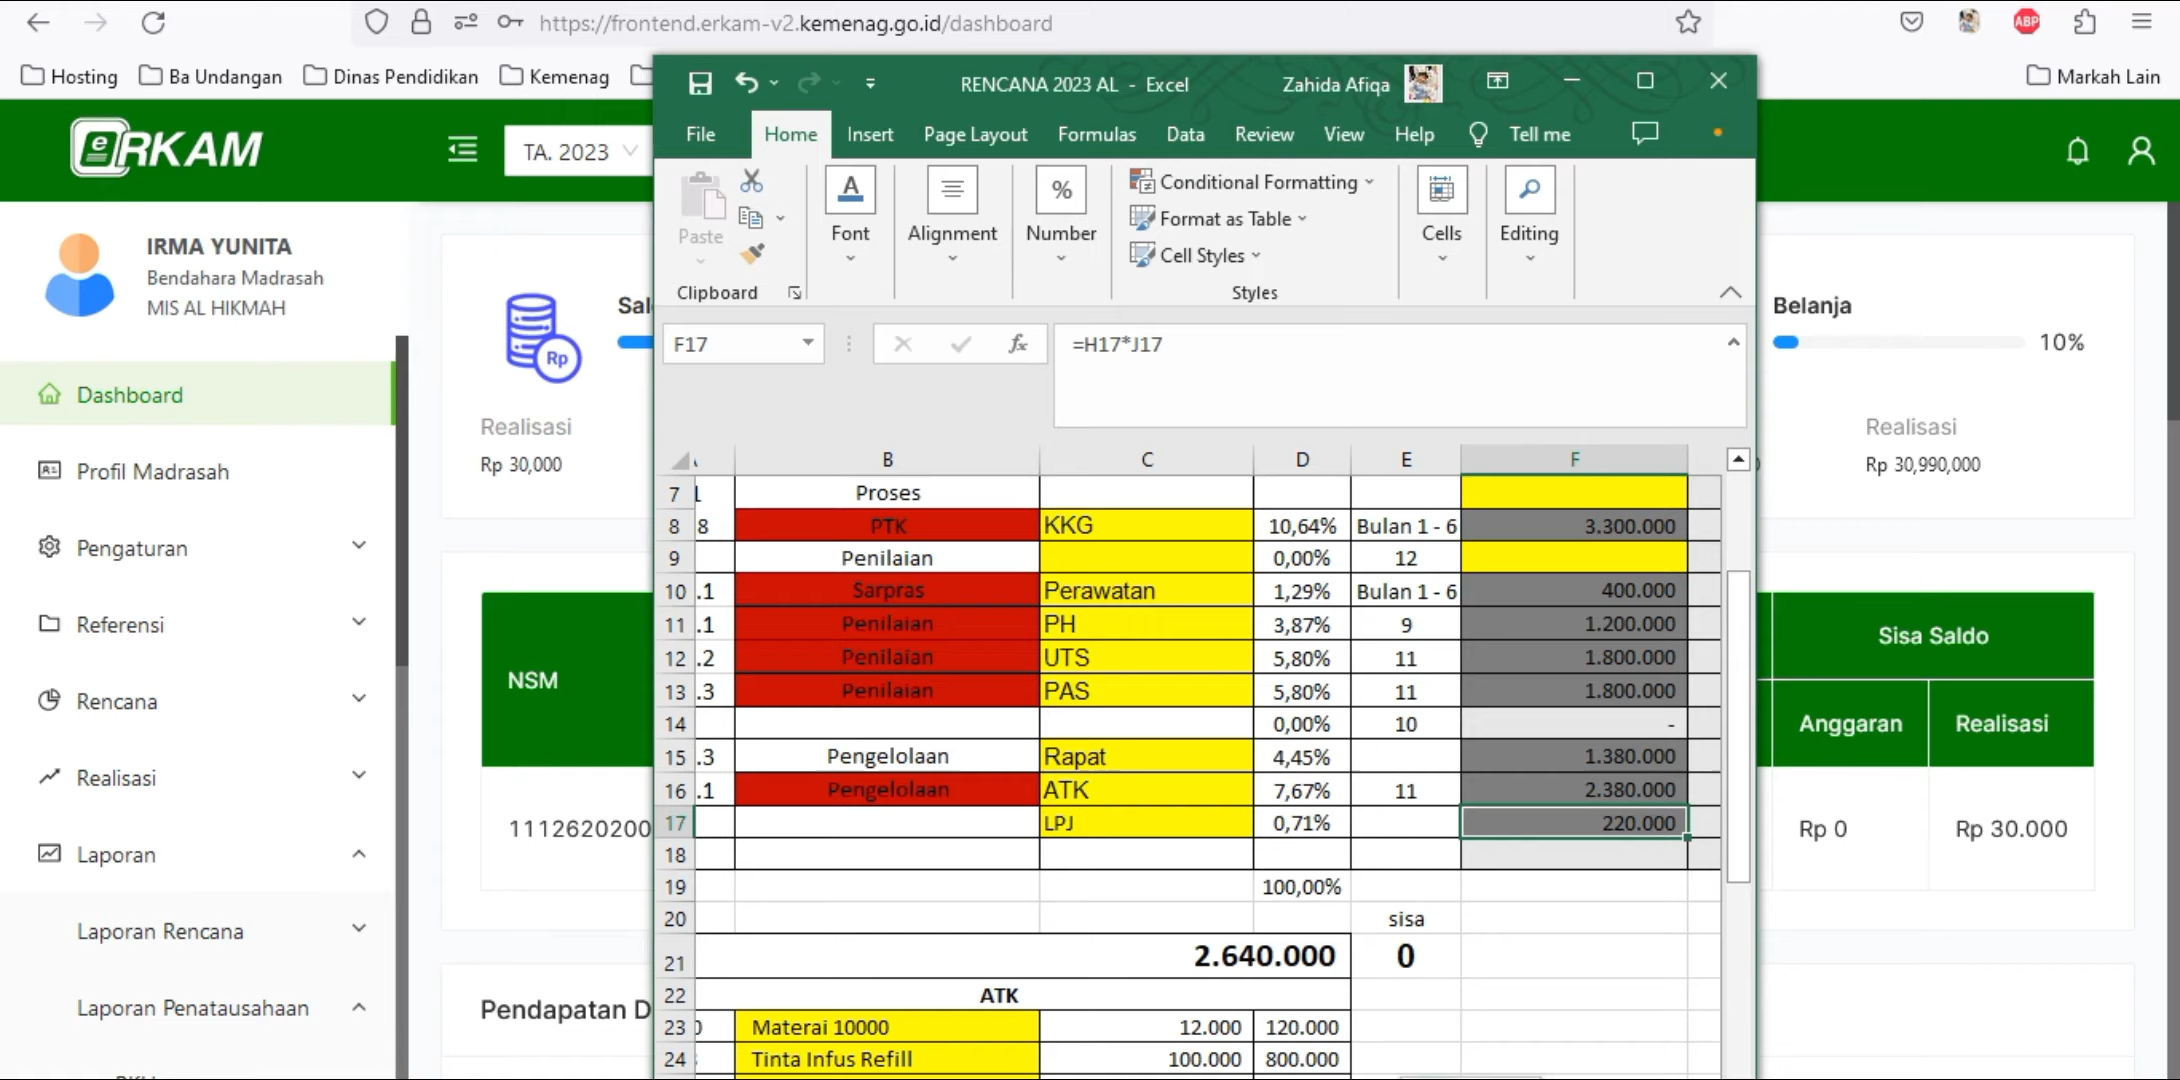 https://frontend.erkam-v2.kemenag.go.id/dashboard
ABP
Hosting
Ba Undangan
Dinas Pendidikan
Kemenag
Markah Lain
RENCANA 2023 AL - Excel
Zahida Afiqa
File
Home
Insert
Page Layout
Formulas
Data
Review
View
Help
Tell me
eRKAM
TA. 2023
Paste
Clipboard
Font
Alignment
Number
Conditional Formatting
Format as Table
Cell Styles
Styles
Cells
Editing
F17
fx
=H17*J17
IRMA YUNITA
Bendahara Madrasah
MIS AL HIKMAH
Dashboard
Profil Madrasah
Pengaturan
Referensi
Rencana
Realisasi
Laporan
Laporan Rencana
Laporan Penatausahaan
Rp
Realisasi
Rp 30,000
NSM
1112620200
Pendapatan D
B C D E F
7 Proses
8 8 PTK KKG 10,64% Bulan 1 - 6 3.300.000
9 Penilaian 0,00% 12
10 .1 Sarpras Perawatan 1,29% Bulan 1 - 6 400.000
11 .1 Penilaian PH 3,87% 9 1.200.000
12 .2 Penilaian UTS 5,80% 11 1.800.000
13 .3 Penilaian PAS 5,80% 11 1.800.000
14 0,00% 10 -
15 .3 Pengelolaan Rapat 4,45% 1.380.000
16 .1 Pengelolaan ATK 7,67% 11 2.380.000
17 LPJ 0,71% 220.000
18
19 100,00%
20 sisa
21 2.640.000 0
22 ATK
23 Materai 10000 12.000 120.000
24 Tinta Infus Refill 100.000 800.000
Belanja
10%
Realisasi
Rp 30,990,000
Sisa Saldo
Anggaran
Realisasi
Rp 0
Rp 30.000